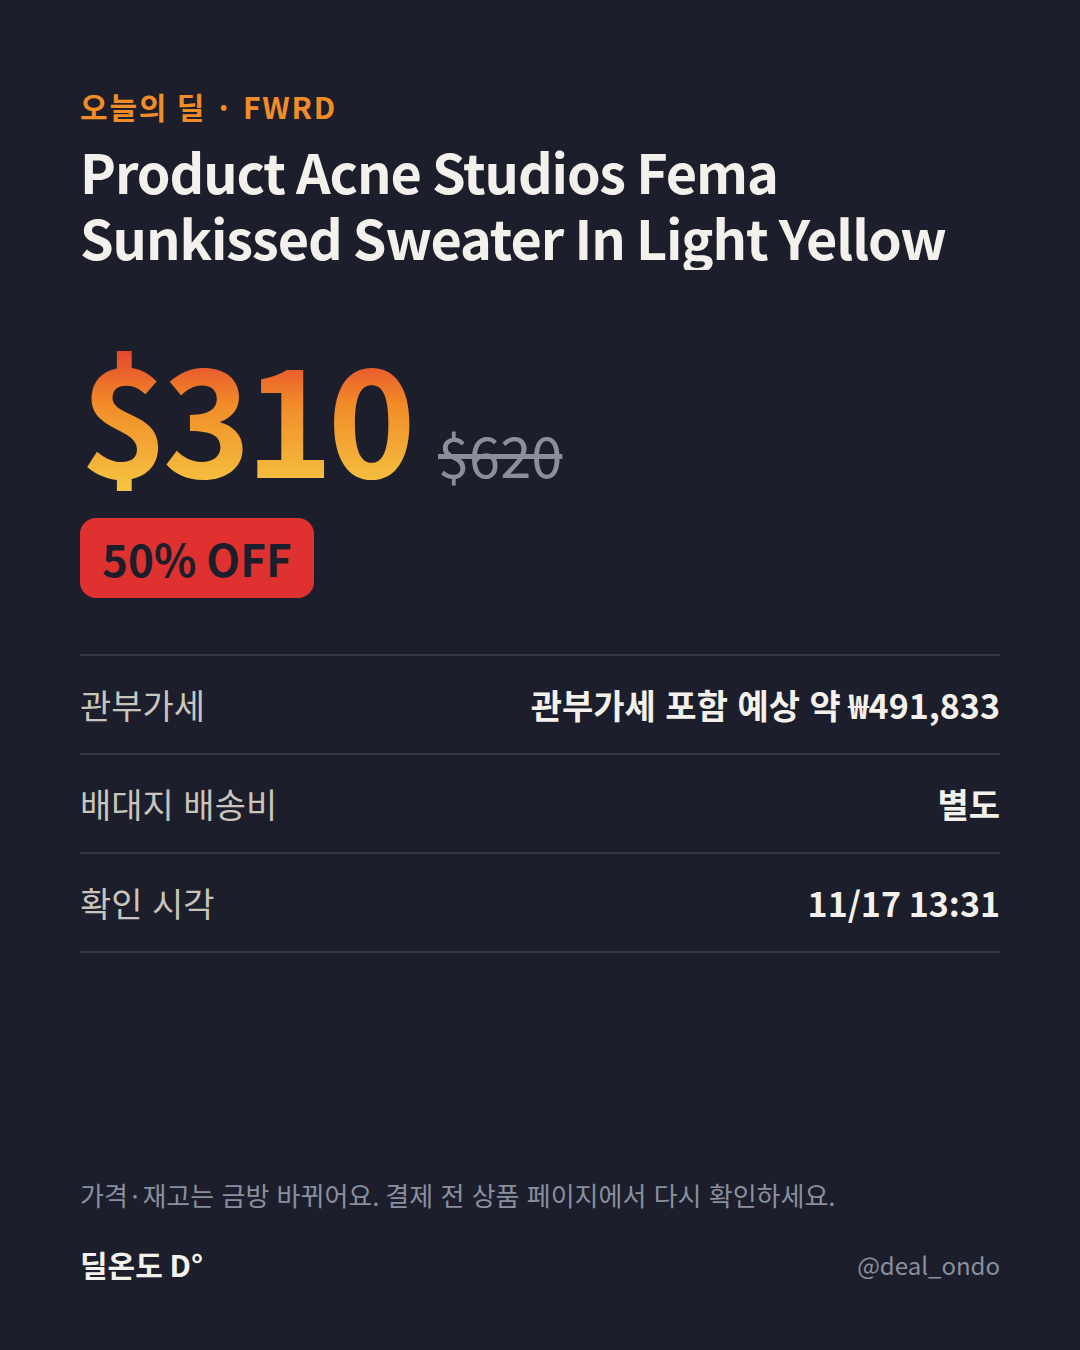 오늘의 딜 · FWRD
Product Acne Studios Fema
Sunkissed Sweater In Light Yellow
$310 $620
50% OFF
관부가세 관부가세 포함 예상 약 ₩491,833
배대지 배송비 별도
확인 시각 11/17 13:31
가격·재고는 금방 바뀌어요. 결제 전 상품 페이지에서 다시 확인하세요.
딜온도 D° @deal_ondo